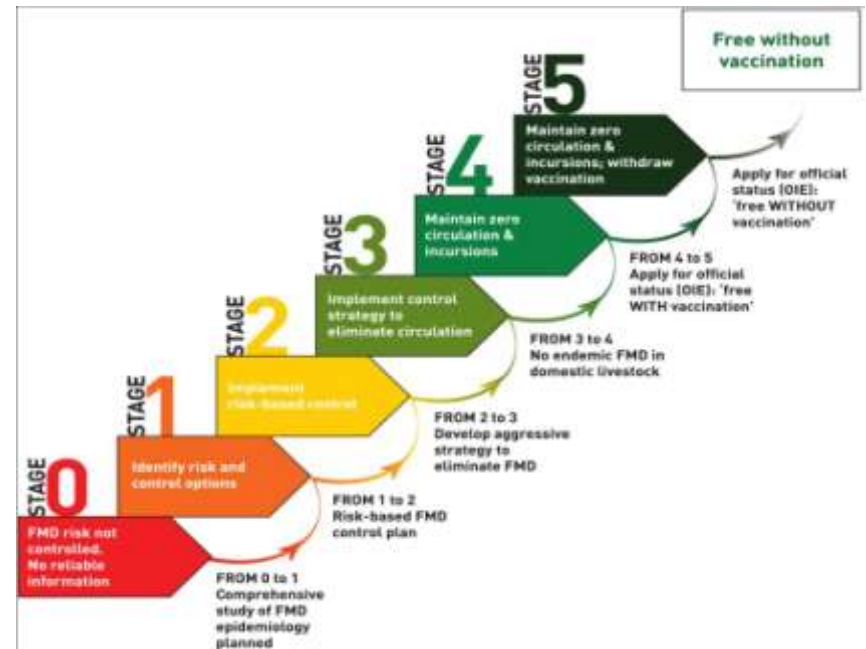 Free without
vaccination
STAGE
5
Maintain zero
circulation &
incursions; withdraw
vaccination
Apply for official
status (OIE):
‘free WITHOUT
vaccination’
STAGE
4
Maintain zero
circulation &
incursions
FROM 4 to 5
Apply for official
status (OIE): ‘free
WITH vaccination’
STAGE
3
Implement control
strategy to
eliminate circulation
FROM 3 to 4
No endemic FMD in
domestic livestock
STAGE
2
Implement
risk-based control
FROM 2 to 3
Develop aggressive
strategy to
eliminate FMD
STAGE
1
Identify risk and
control options
FROM 1 to 2
Risk-based FMD
control plan
STAGE
0
FMD risk not
controlled.
No reliable
information
FROM 0 to 1
Comprehensive
study of FMD
epidemiology
planned